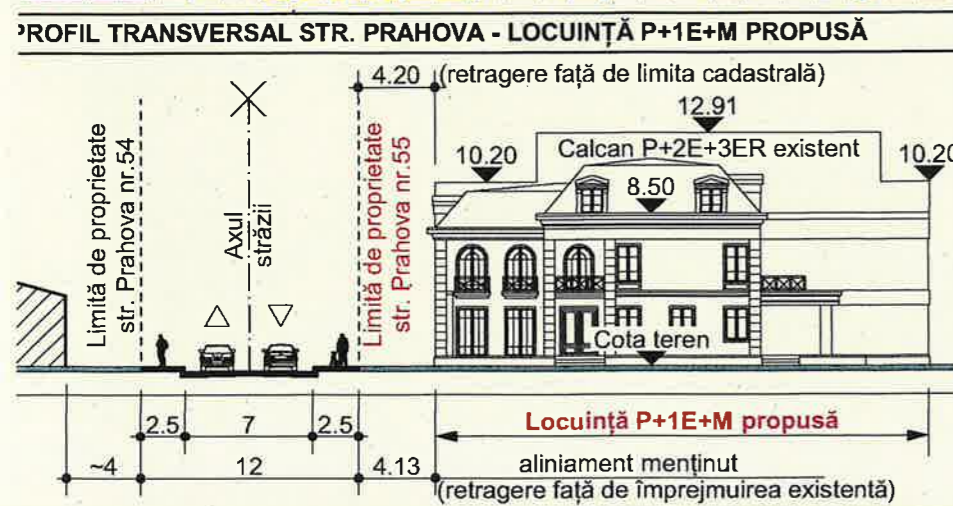 PROFIL TRANSVERSAL STR. PRAHOVA - LOCUINȚĂ P+1E+M PROPUSĂ
4.20 (retragere față de limita cadastrală)
12.91
Calcan P+2E+3ER existent
10.20
10.20
8.50
Limită de proprietate
str. Prahova nr.54
Axul
străzii
Limită de proprietate
str. Prahova nr.55
Cota teren
2.5 7 2.5
Locuință P+1E+M propusă
~4 12 4.13
aliniament menținut
(retragere față de împrejmuirea existentă)